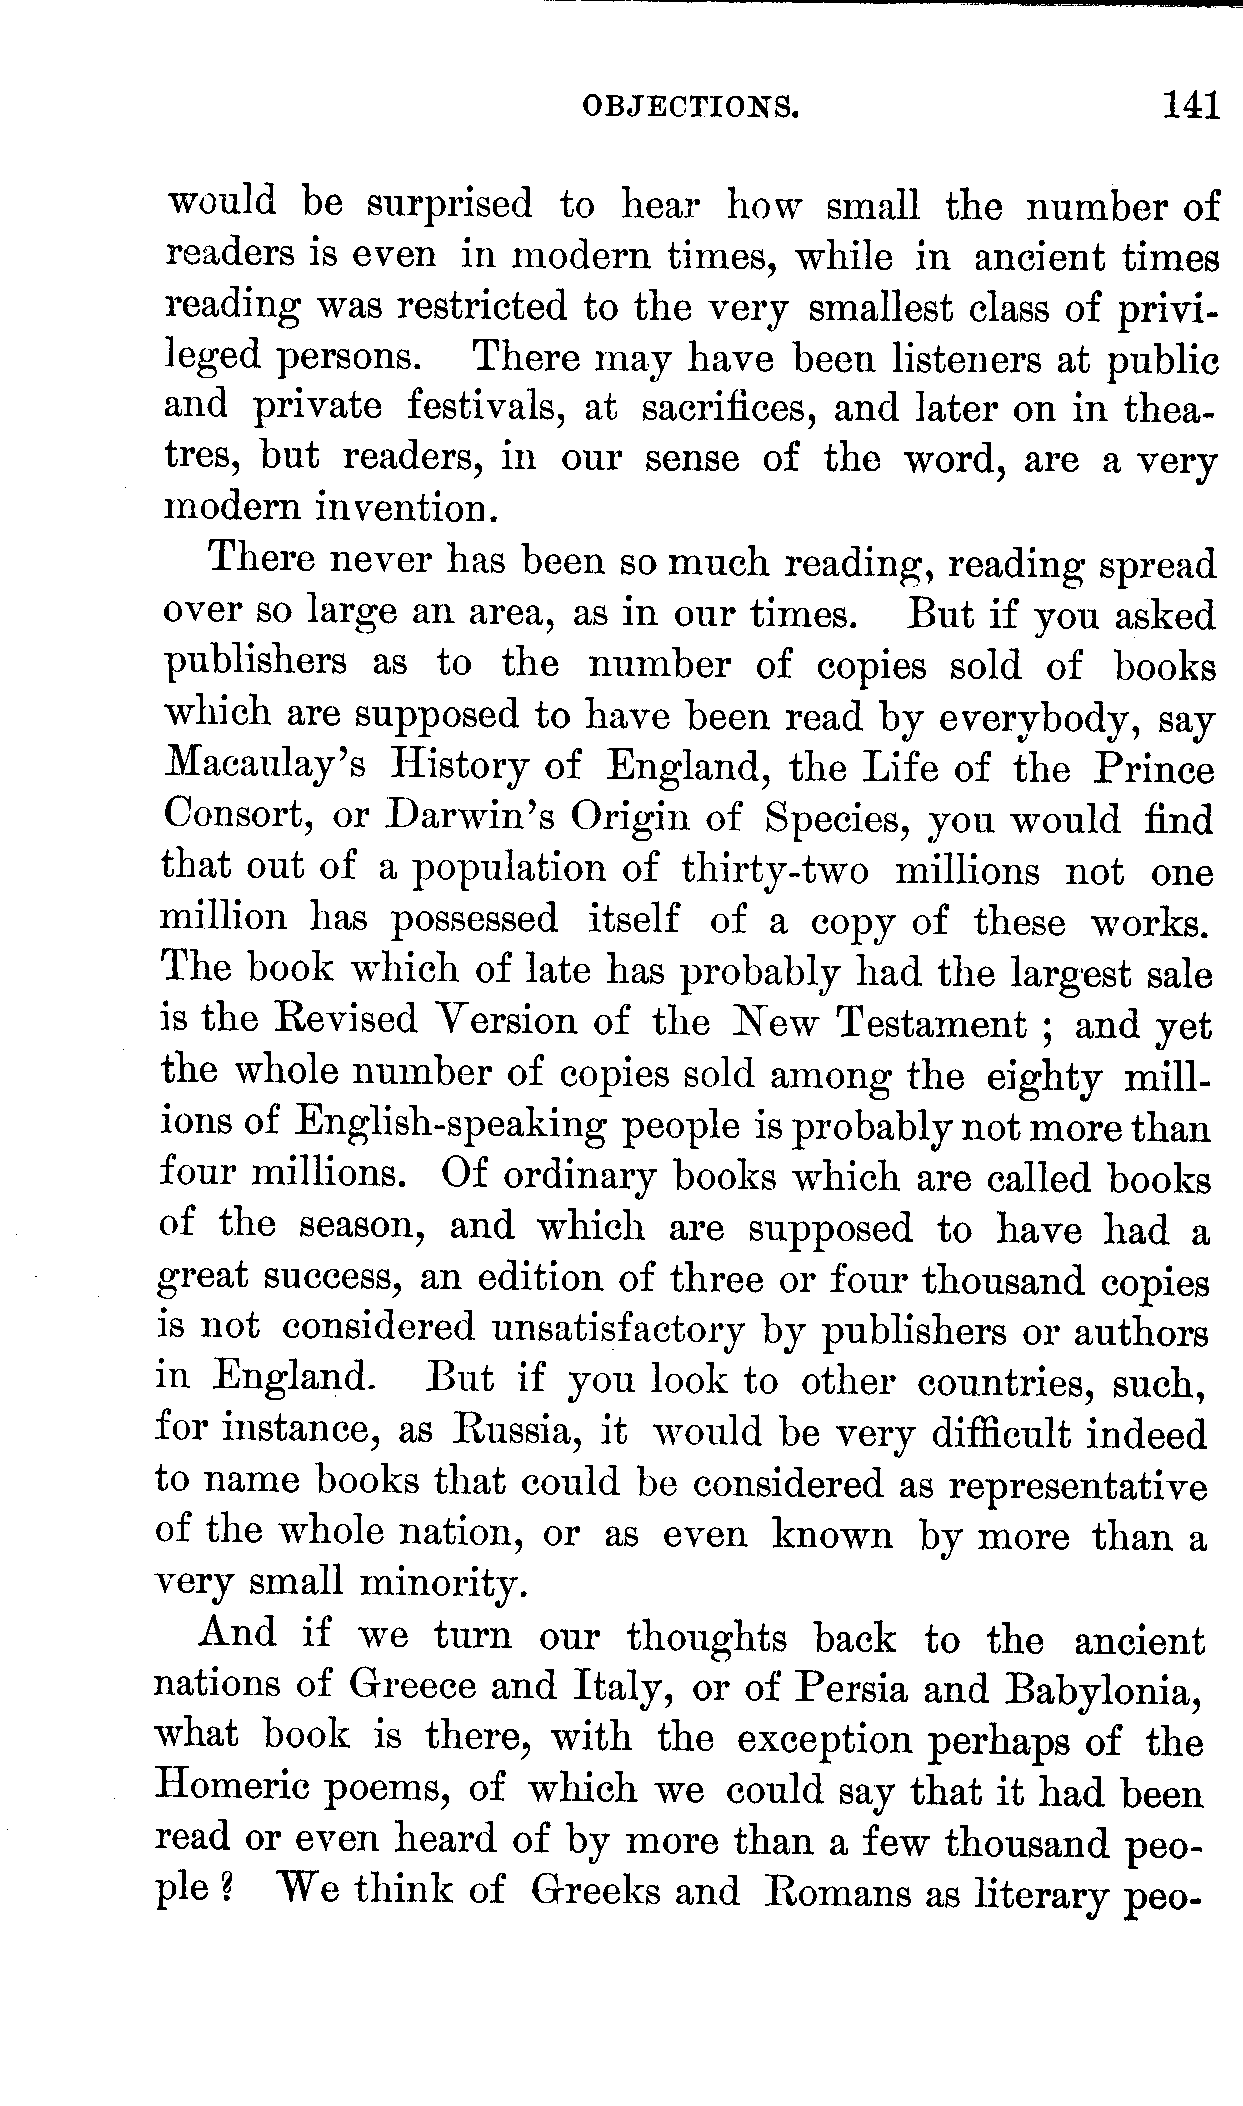 OBJECTIONS. 141
would be surprised to hear how small the number of
readers is even in modern times, while in ancient times
reading was restricted to the very smallest class of privi-
leged persons. There may have been listeners at public
and private festivals, at sacrifices, and later on in thea-
tres, but readers, in our sense of the word, are a very
modern invention.
There never has been so much reading, reading spread
over so large an area, as in our times. But if you asked
publishers as to the number of copies sold of books
which are supposed to have been read by everybody, say
Macaulay's History of England, the Life of the Prince
Consort, or Darwin's Origin of Species, you would find
that out of a population of thirty-two millions not one
million has possessed itself of a copy of these works.
The book which of late has probably had the largest sale
is the Revised Version of the New Testament ; and yet
the whole number of copies sold among the eighty mill-
ions of English-speaking people is probably not more than
four millions. Of ordinary books which are called books
of the season, and which are supposed to have had a
great success, an edition of three or four thousand copies
is not considered unsatisfactory by publishers or authors
in England. But if you look to other countries, such,
for instance, as Russia, it would be very difficult indeed
to name books that could be considered as representative
of the whole nation, or as even known by more than a
very small minority.
And if we turn our thoughts back to the ancient
nations of Greece and Italy, or of Persia and Babylonia,
what book is there, with the exception perhaps of the
Homeric poems, of which we could say that it had been
read or even heard of by more than a few thousand peo-
ple ? We think of Greeks and Romans as literary peo-